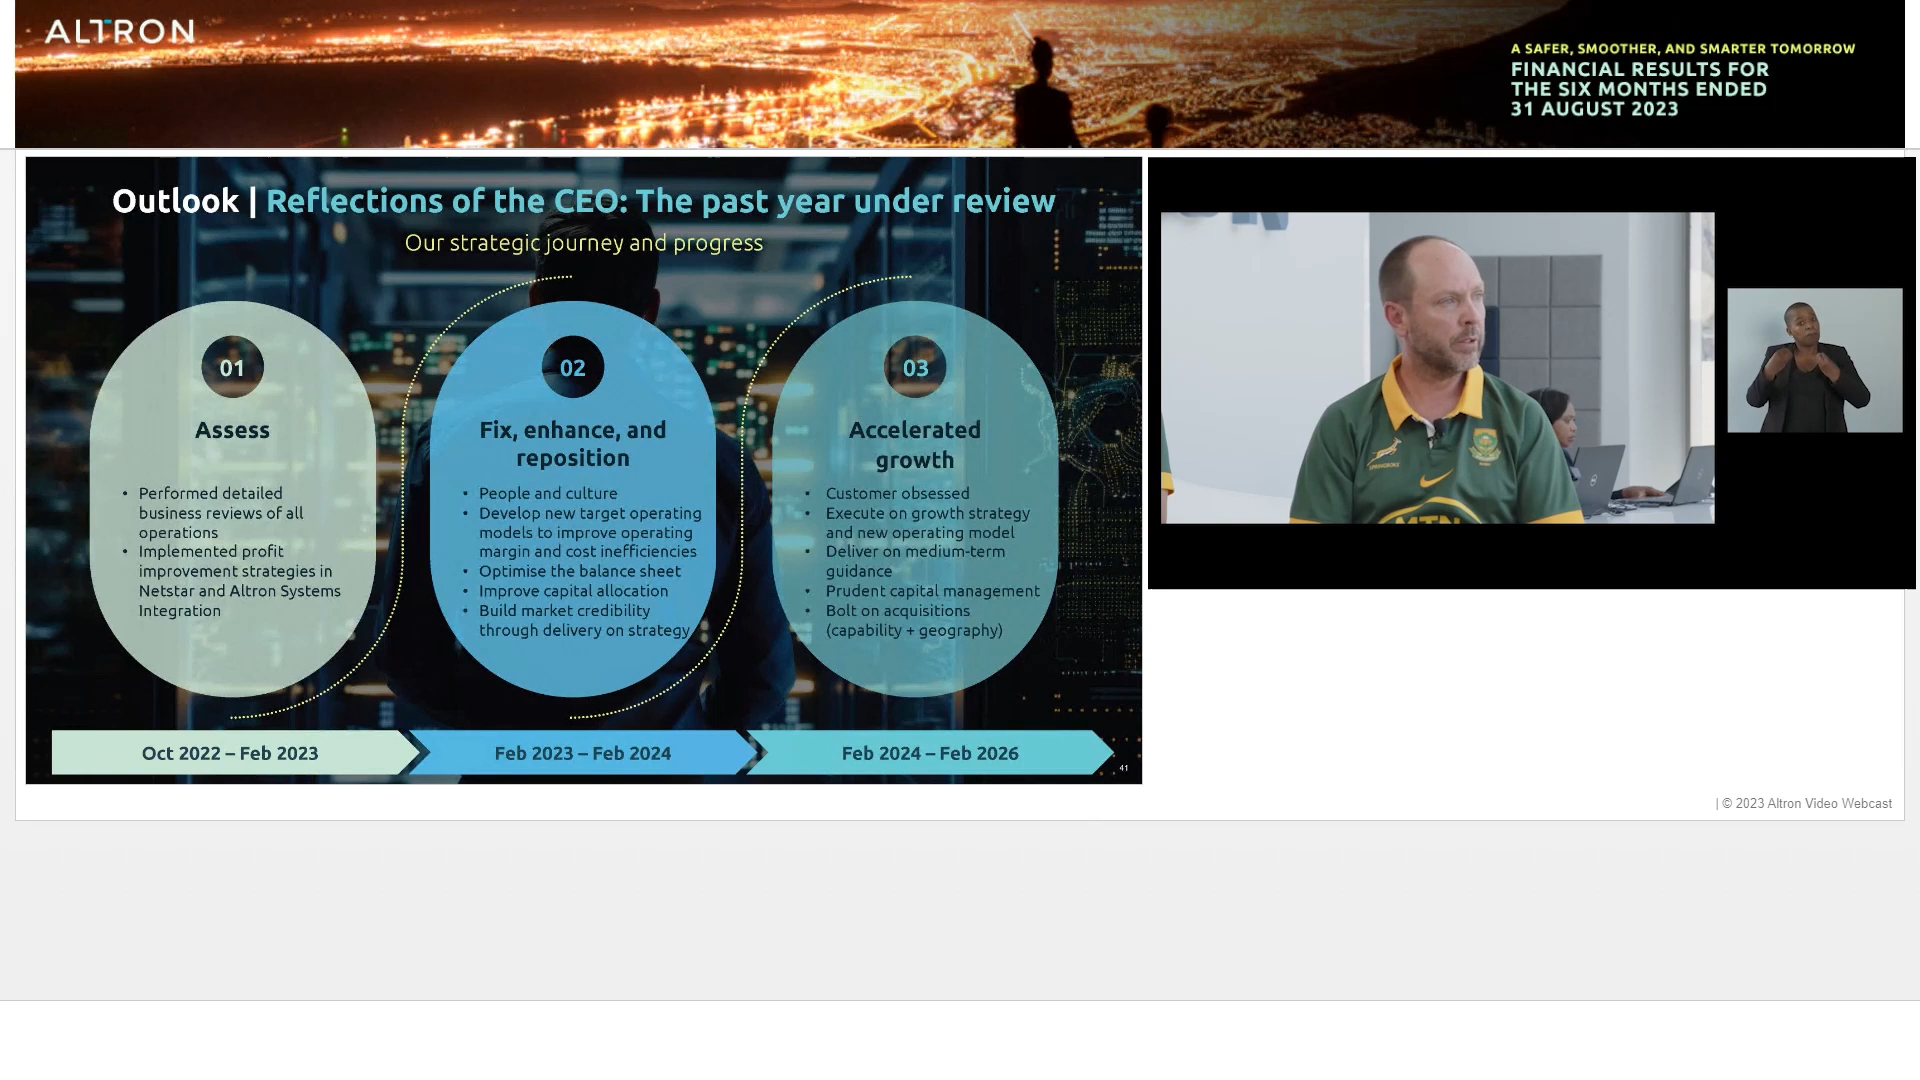 ALTRON
A SAFER, SMOOTHER, AND SMARTER TOMORROW
FINANCIAL RESULTS FOR
THE SIX MONTHS ENDED
31 AUGUST 2023
Outlook | Reflections of the CEO: The past year under review
Our strategic journey and progress
01
Assess
• Performed detailed
business reviews of all
operations
• Implemented profit
improvement strategies in
Netstar and Altron Systems
Integration
02
Fix, enhance, and
reposition
• People and culture
• Develop new target operating
models to improve operating
margin and cost inefficiencies
• Optimise the balance sheet
• Improve capital allocation
• Build market credibility
through delivery on strategy
03
Accelerated
growth
• Customer obsessed
• Execute on growth strategy
and new operating model
• Deliver on medium-term
guidance
• Prudent capital management
• Bolt on acquisitions
(capability + geography)
Oct 2022 – Feb 2023
Feb 2023 – Feb 2024
Feb 2024 – Feb 2026
41
MTN
| © 2023 Altron Video Webcast